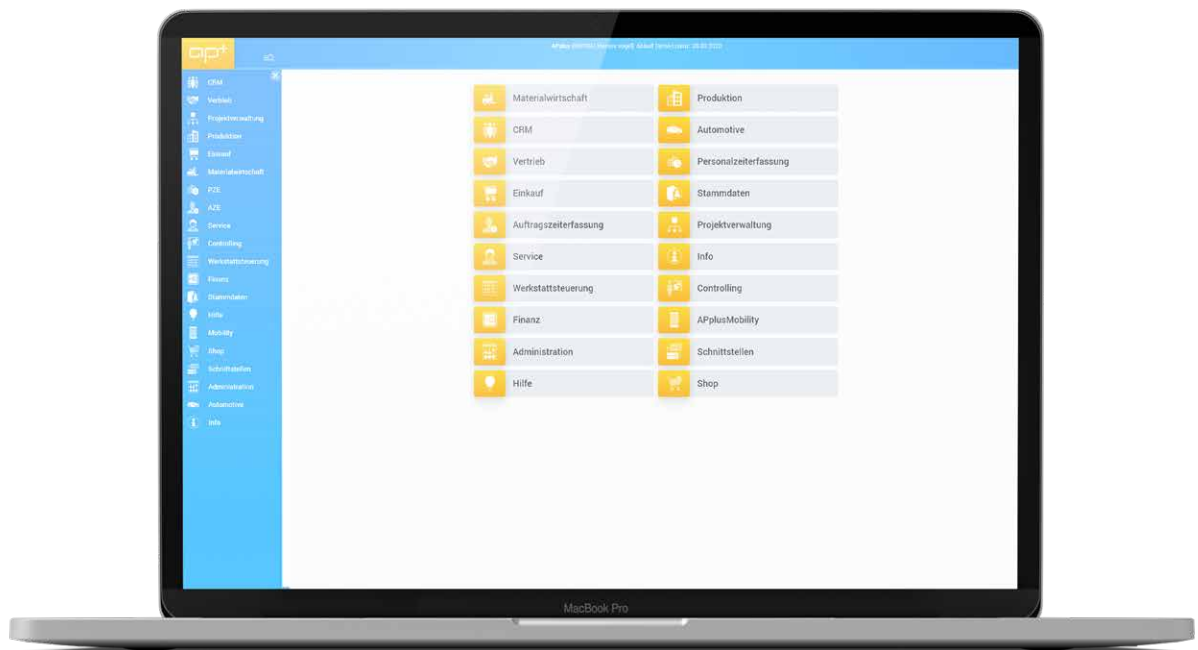 ap+
CRM
Vertrieb
Projektverwaltung
Produktion
Einkauf
Materialwirtschaft
PZE
AZE
Service
Controlling
Werkstattsteuerung
Finanz
Stammdaten
Hilfe
Mobility
Shop
Schnittstellen
Administration
Automotive
Info
Materialwirtschaft
Produktion
CRM
Automotive
Vertrieb
Personalzeiterfassung
Einkauf
Stammdaten
Auftragszeiterfassung
Projektverwaltung
Service
Info
Werkstattsteuerung
Controlling
Finanz
APplusMobility
Administration
Schnittstellen
Hilfe
Shop
MacBook Pro